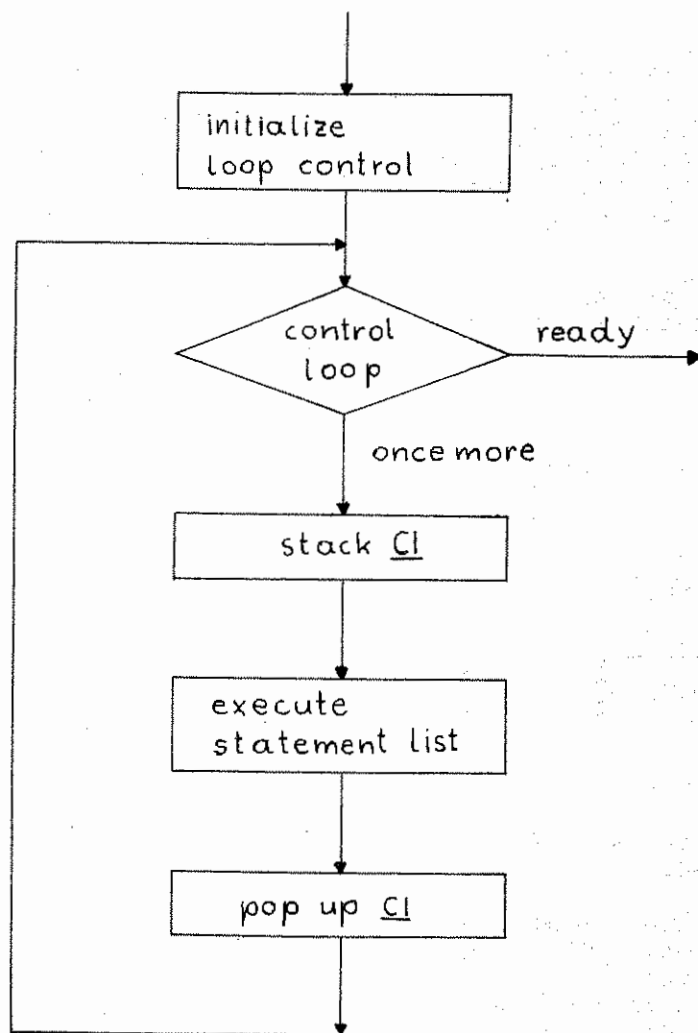 initialize
loop control
control
loop
ready
once more
stack CI
execute
statement list
pop up CI